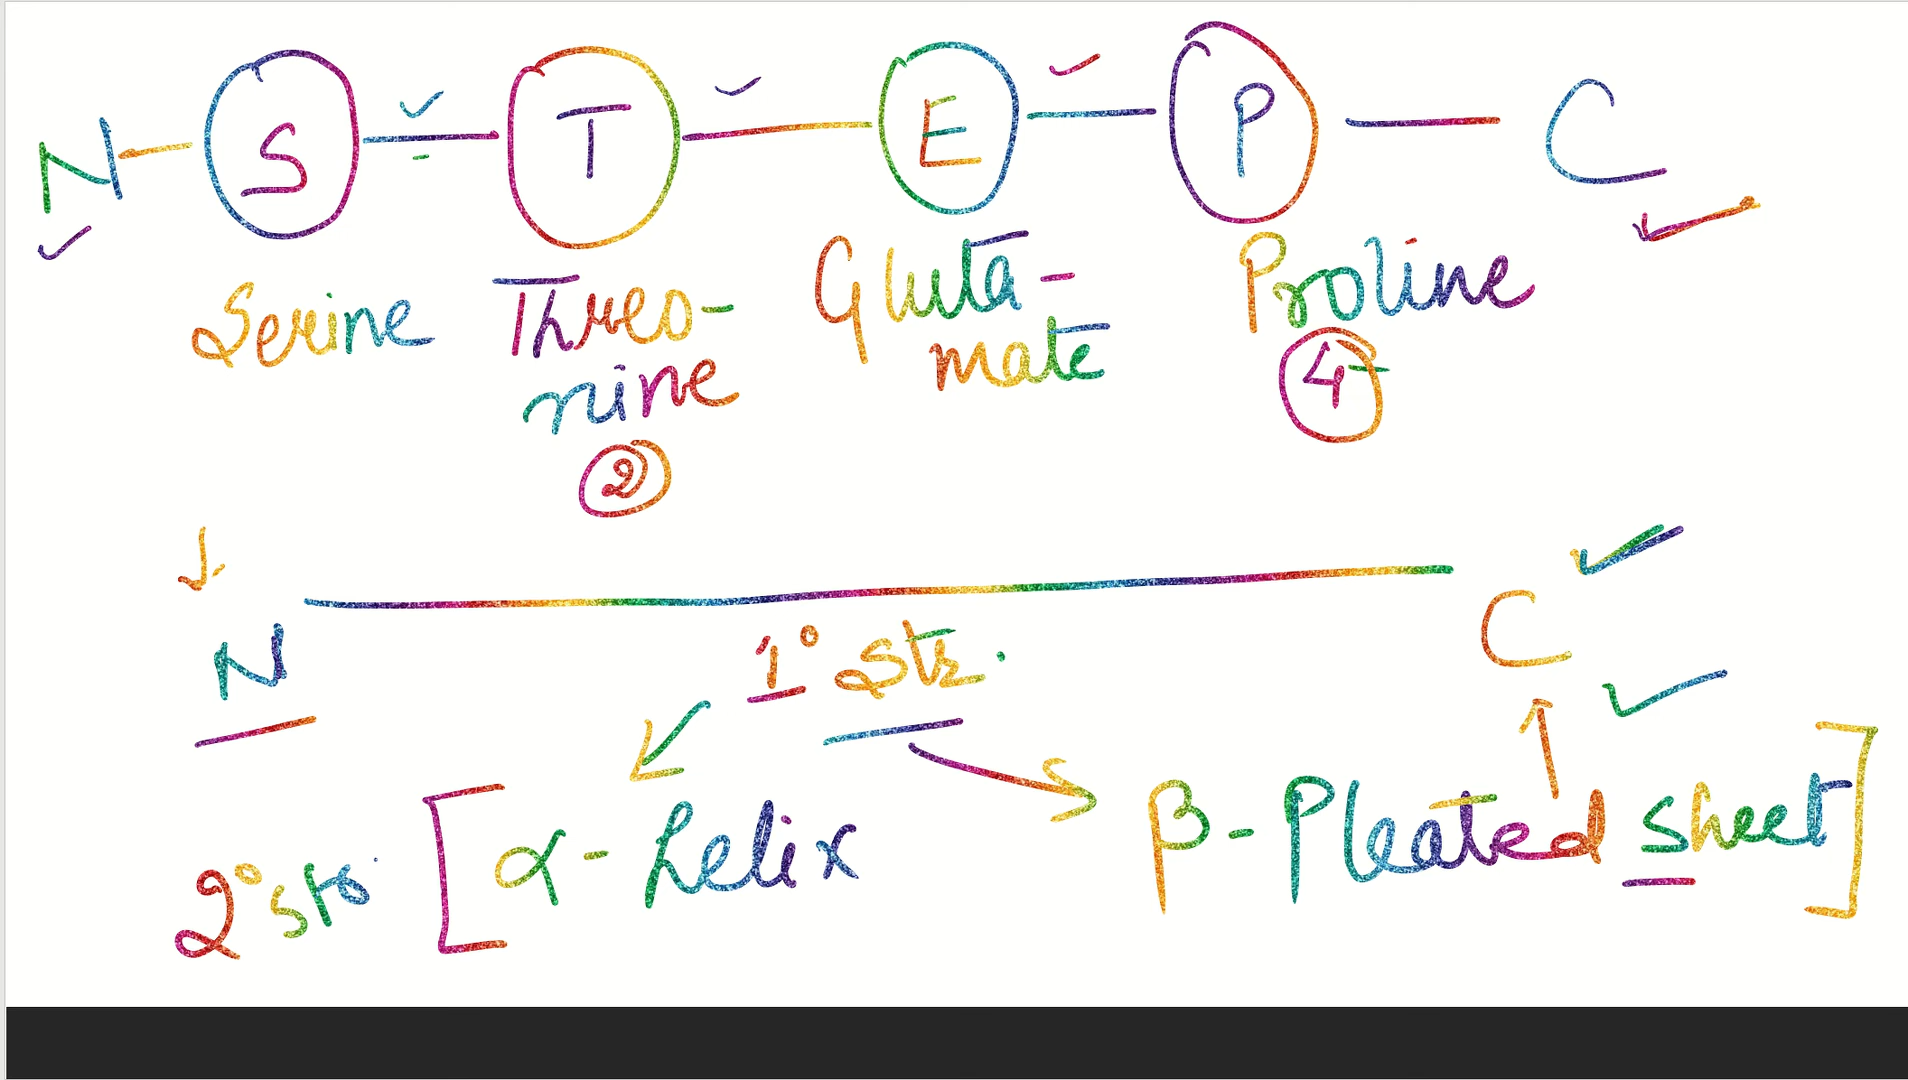 N - S - T - E - P - C
Serine Threo- Gluta- Proline
nine mate 4
2
N C
1° Str.
2° str. [ α - helix β - Pleated sheet ]